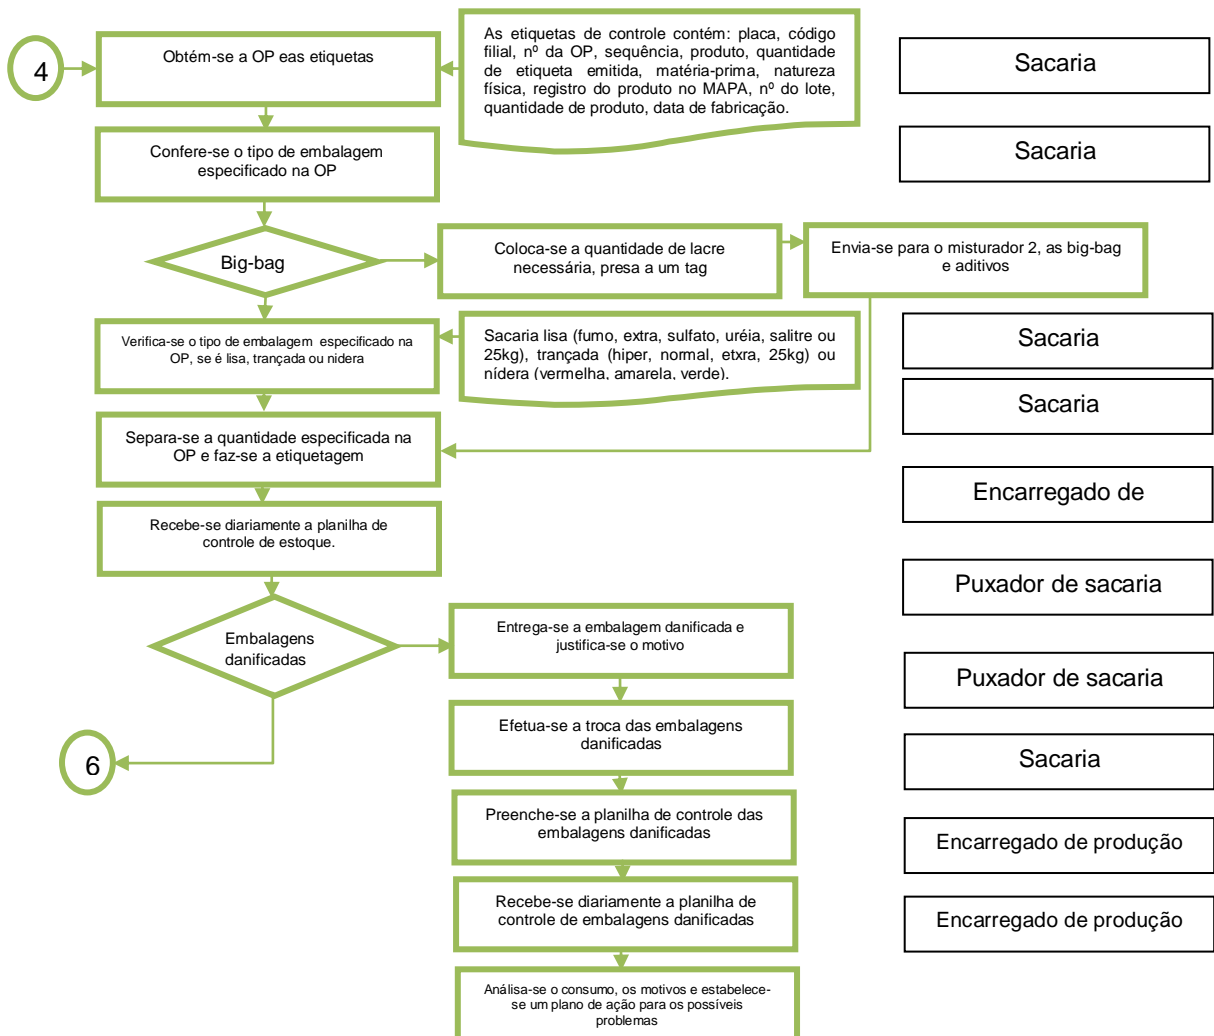 4
Obtém-se a OP eas etiquetas
As etiquetas de controle contém: placa, código
filial, nº da OP, sequência, produto, quantidade
de etiqueta emitida, matéria-prima, natureza
física, registro do produto no MAPA, nº do lote,
quantidade de produto, data de fabricação.
Sacaria
Confere-se o tipo de embalagem
especificado na OP
Sacaria
Big-bag
Coloca-se a quantidade de lacre
necessária, presa a um tag
Envia-se para o misturador 2, as big-bag
e aditivos
Verifica-se o tipo de embalagem especificado na
OP, se é lisa, trançada ou nidera
Sacaria lisa (fumo, extra, sulfato, uréia, salitre ou
25kg), trançada (hiper, normal, etxra, 25kg) ou
nídera (vermelha, amarela, verde).
Sacaria
Sacaria
Separa-se a quantidade especificada na
OP e faz-se a etiquetagem
Encarregado de
Recebe-se diariamente a planilha de
controle de estoque.
Puxador de sacaria
Embalagens
danificadas
Entrega-se a embalagem danificada e
justifica-se o motivo
Puxador de sacaria
Efetua-se a troca das embalagens
danificadas
Sacaria
6
Preenche-se a planilha de controle das
embalagens danificadas
Encarregado de produção
Recebe-se diariamente a planilha de
controle de embalagens danificadas
Encarregado de produção
Análisa-se o consumo, os motivos e estabelece-
se um plano de ação para os possíveis
problemas